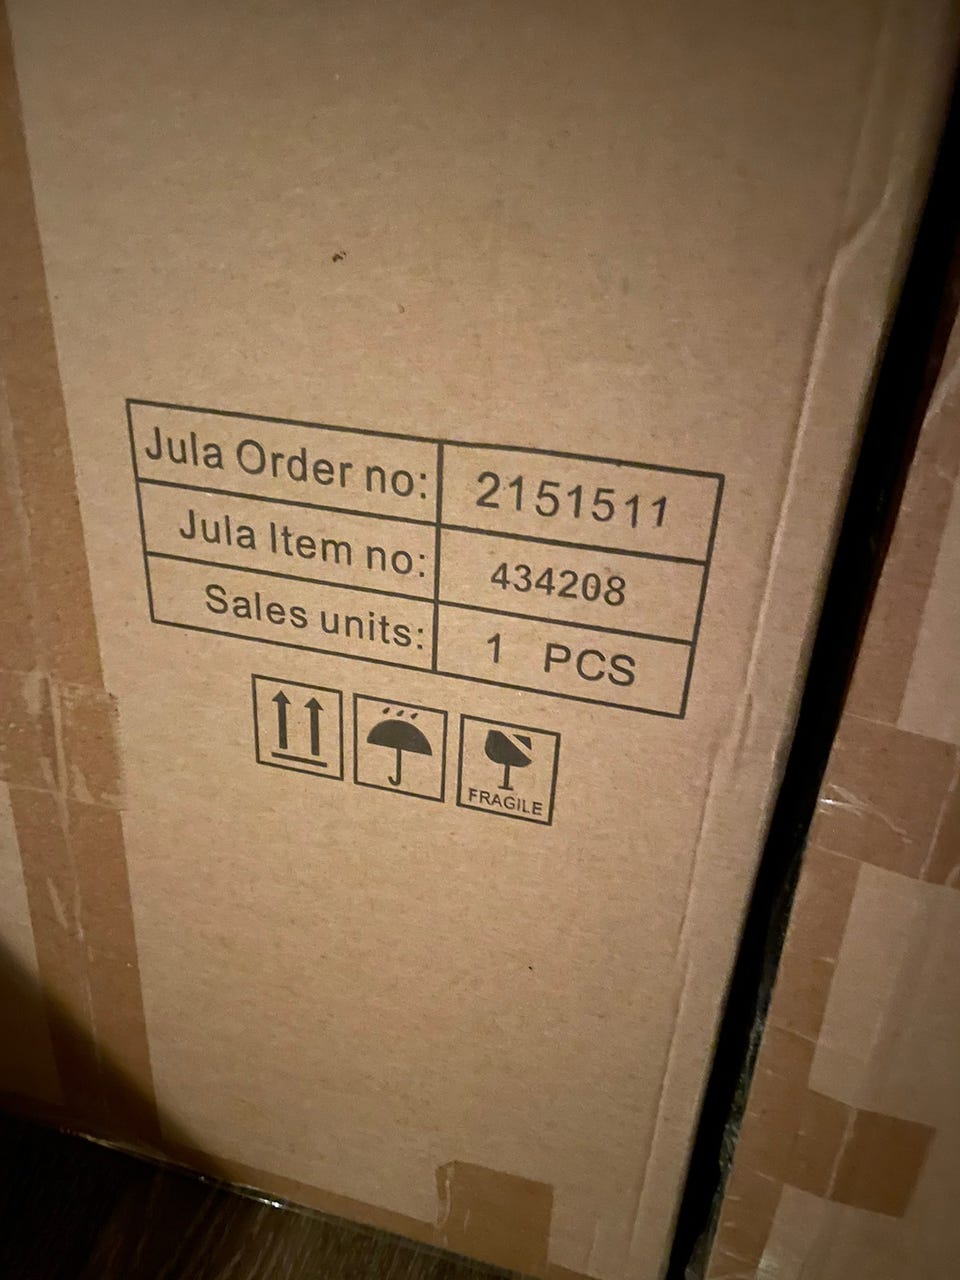 Jula Order no: 2151511
Jula Item no: 434208
Sales units: 1 PCS
FRAGILE